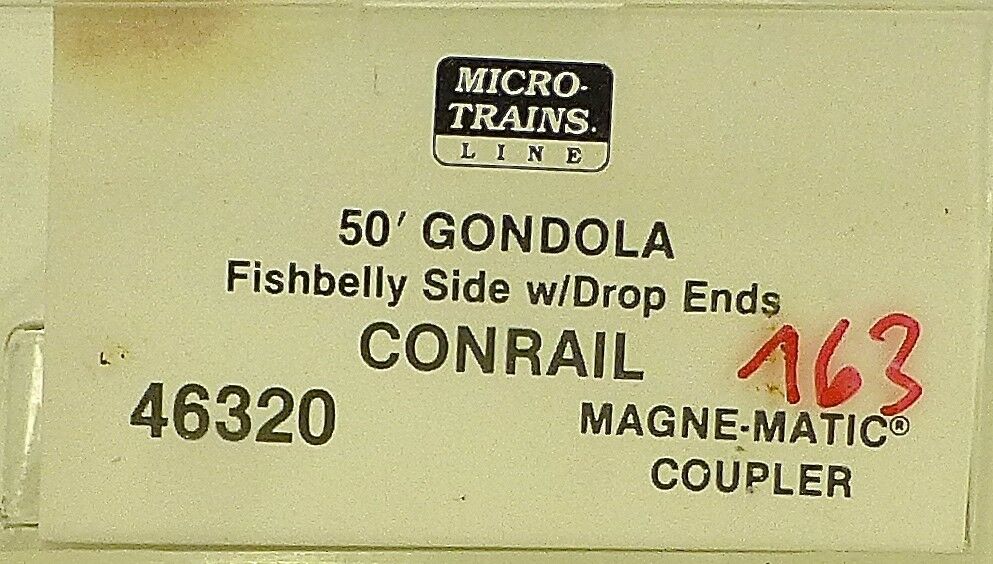 MICRO-
TRAINS.
LINE
50' GONDOLA
Fishbelly Side w/Drop Ends
CONRAIL
163
46320
MAGNE-MATIC®
COUPLER